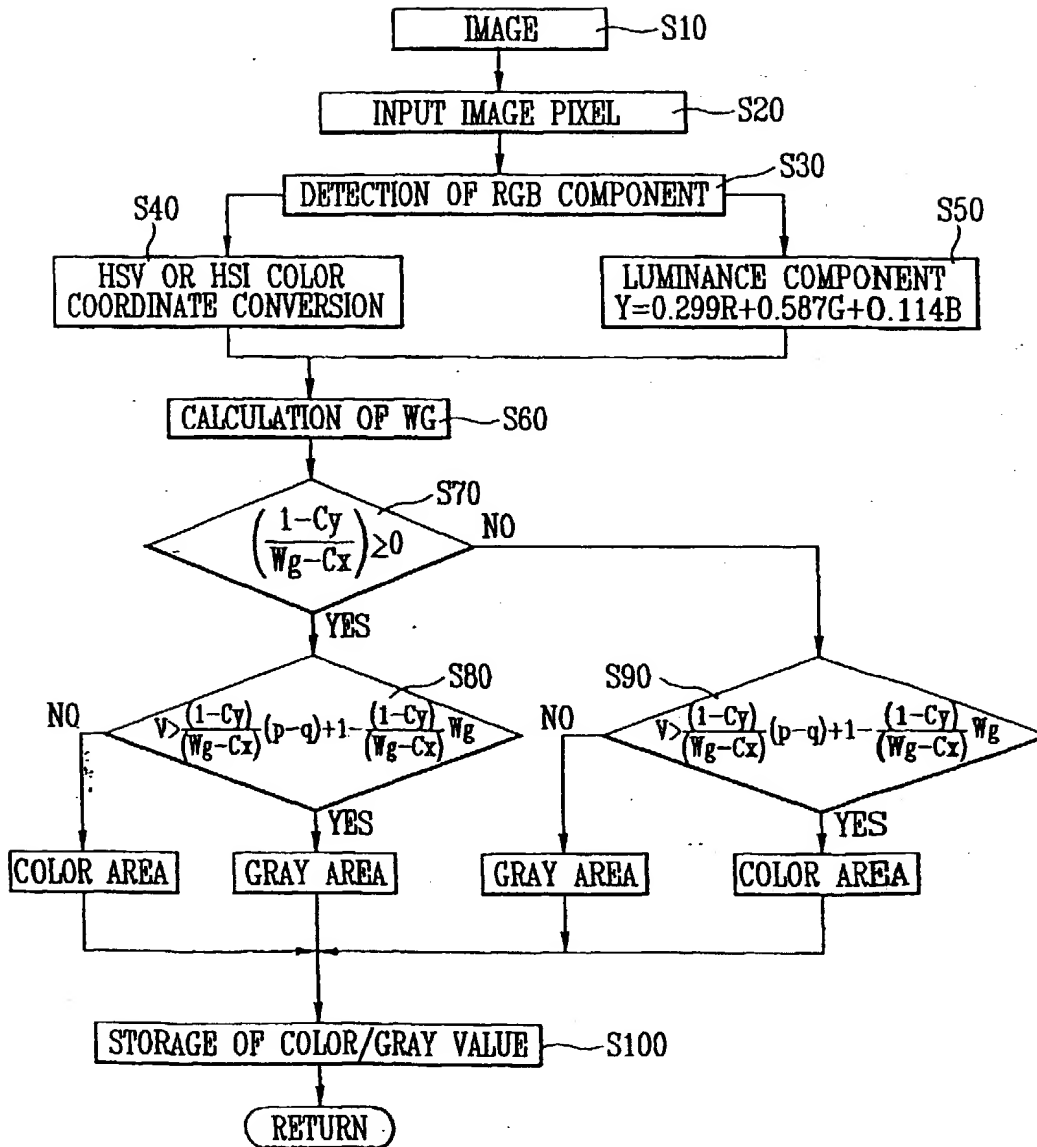 IMAGE
S10
INPUT IMAGE PIXEL
S20
DETECTION OF RGB COMPONENT
S30
S40
HSV OR HSI COLOR
COORDINATE CONVERSION
S50
LUMINANCE COMPONENT
Y=0.299R+0.587G+0.114B
CALCULATION OF WG
S60
S70
(1-Cy / Wg-Cx) ≥0
NO
YES
S80
V> (1-Cy)/(Wg-Cx) (p-q)+1- (1-Cy)/(Wg-Cx) Wg
NO
YES
S90
V> (1-Cy)/(Wg-Cx) (p-q)+1- (1-Cy)/(Wg-Cx) Wg
NO
YES
COLOR AREA
GRAY AREA
GRAY AREA
COLOR AREA
STORAGE OF COLOR/GRAY VALUE
S100
RETURN